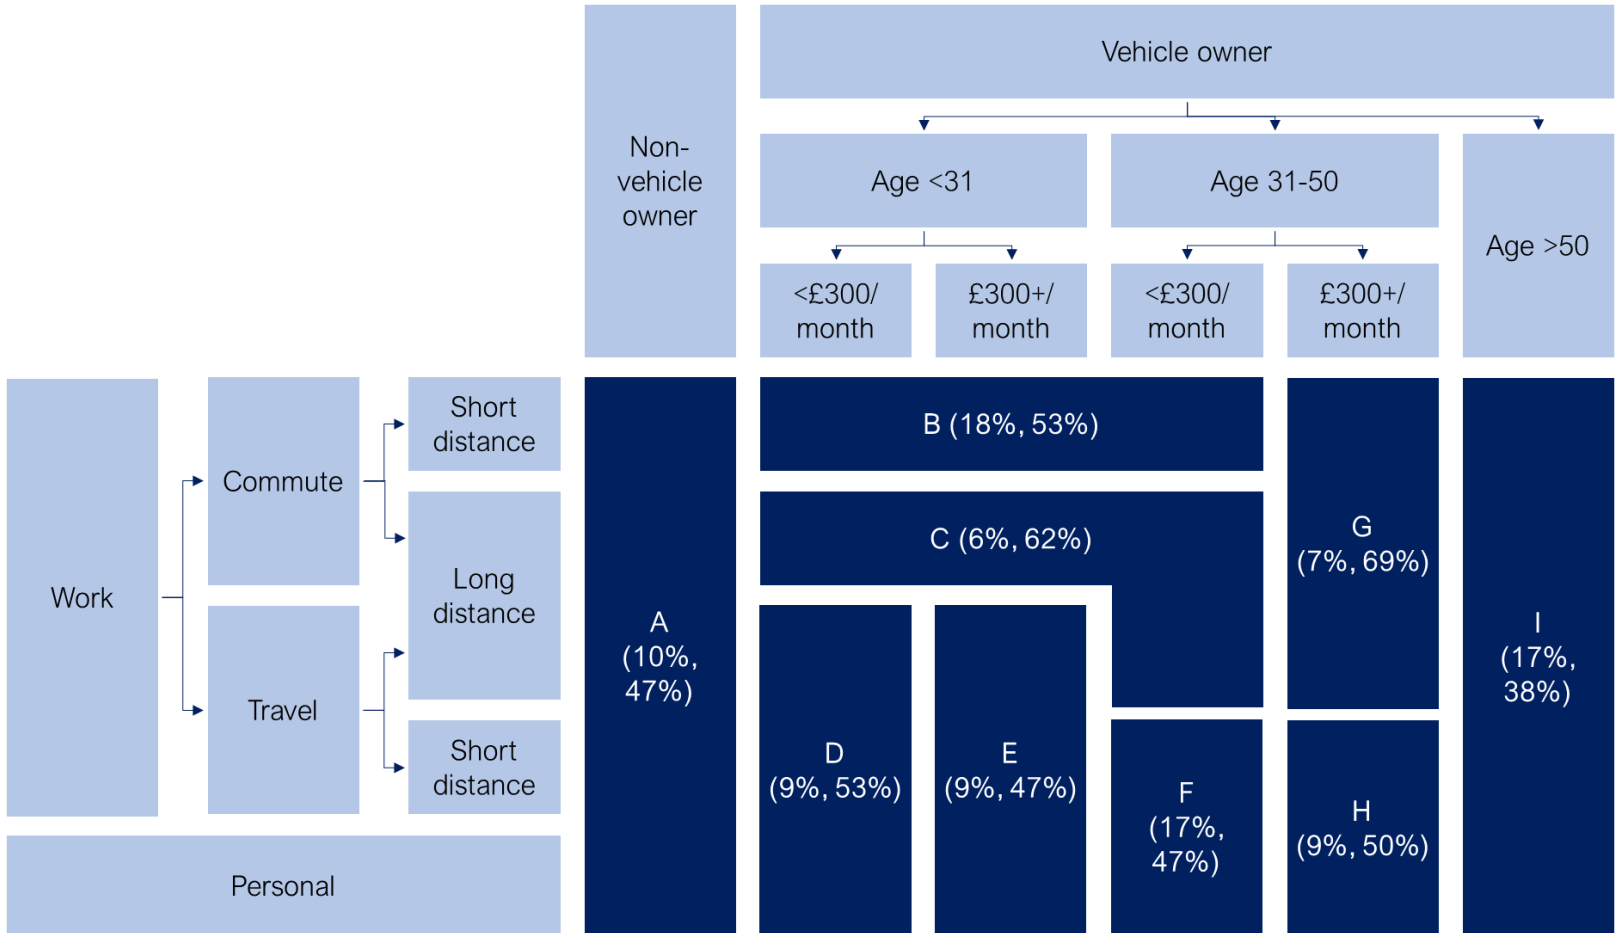 Vehicle owner
Non-
vehicle
owner
Age <31
Age 31-50
Age >50
<£300/
month
£300+/
month
<£300/
month
£300+/
month
Work
Commute
Travel
Short
distance
Long
distance
Short
distance
Personal
A
(10%,
47%)
B (18%, 53%)
C (6%, 62%)
D
(9%, 53%)
E
(9%, 47%)
F
(17%,
47%)
G
(7%, 69%)
H
(9%, 50%)
I
(17%,
38%)